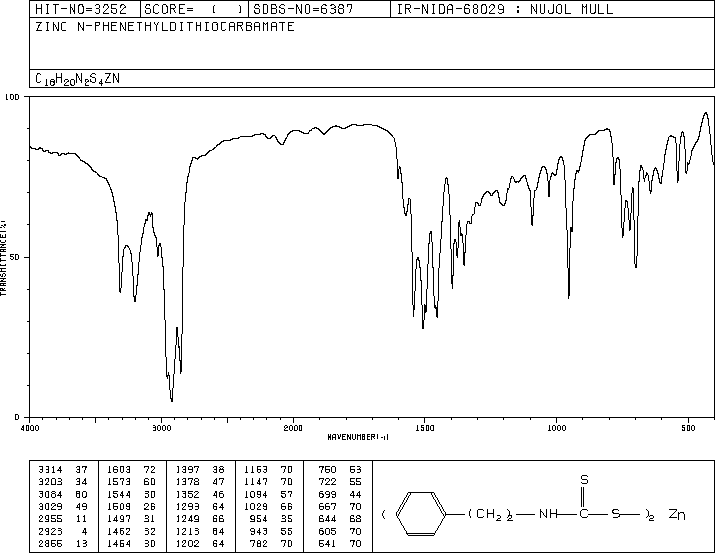 HIT-NO=3252 SCORE= ( ) SDBS-NO=6387 IR-NIDA-68029 : NUJOL MULL
ZINC N-PHENETHYLDITHIOCARBAMATE
C18H20N2S4ZN
100
50
0
TRANSMITTANCE(%)
4000 3000 2000 1500 1000 500
WAVENUMBER(-1)
3314 37 1603 72 1397 38 1153 70 750 53
3203 34 1573 60 1378 47 1147 70 722 55
3084 60 1544 30 1352 46 1094 57 699 44
3029 49 1509 26 1293 64 1029 66 667 70
2955 11 1497 31 1249 66 954 35 644 68
2923 4 1462 32 1213 64 943 55 605 70
2855 13 1454 30 1202 64 782 70 541 70
S
( (CH2)2 NH C S )2 Zn